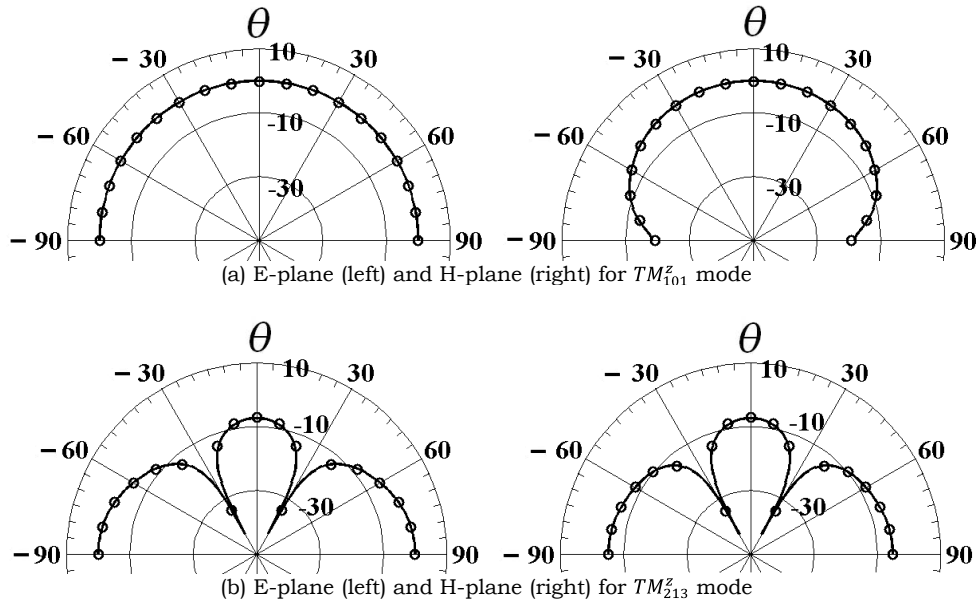 θ θ
− 30 10 30 − 30 10 30
− 60 -10 60 − 60 -10 60
-30 -30
− 90 90 − 90 90
(a) E-plane (left) and H-plane (right) for TM^z_101 mode
θ θ
− 30 10 30 − 30 10 30
− 60 -10 60 − 60 -10 60
-30 -30
− 90 90 − 90 90
(b) E-plane (left) and H-plane (right) for TM^z_213 mode